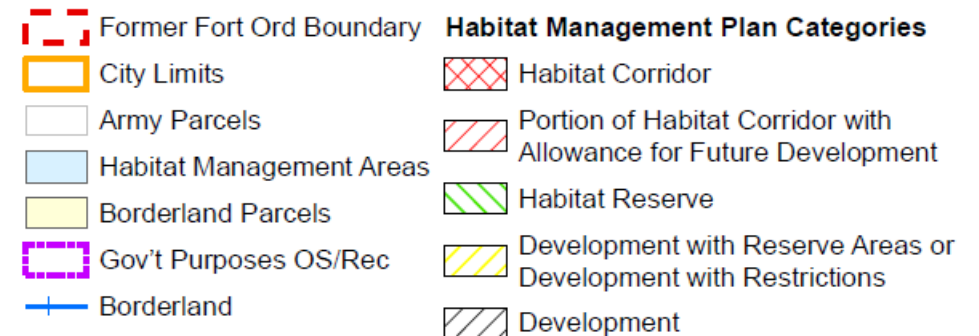 Former Fort Ord Boundary
City Limits
Army Parcels
Habitat Management Areas
Borderland Parcels
Gov't Purposes OS/Rec
Borderland
Habitat Management Plan Categories
Habitat Corridor
Portion of Habitat Corridor with
Allowance for Future Development
Habitat Reserve
Development with Reserve Areas or
Development with Restrictions
Development